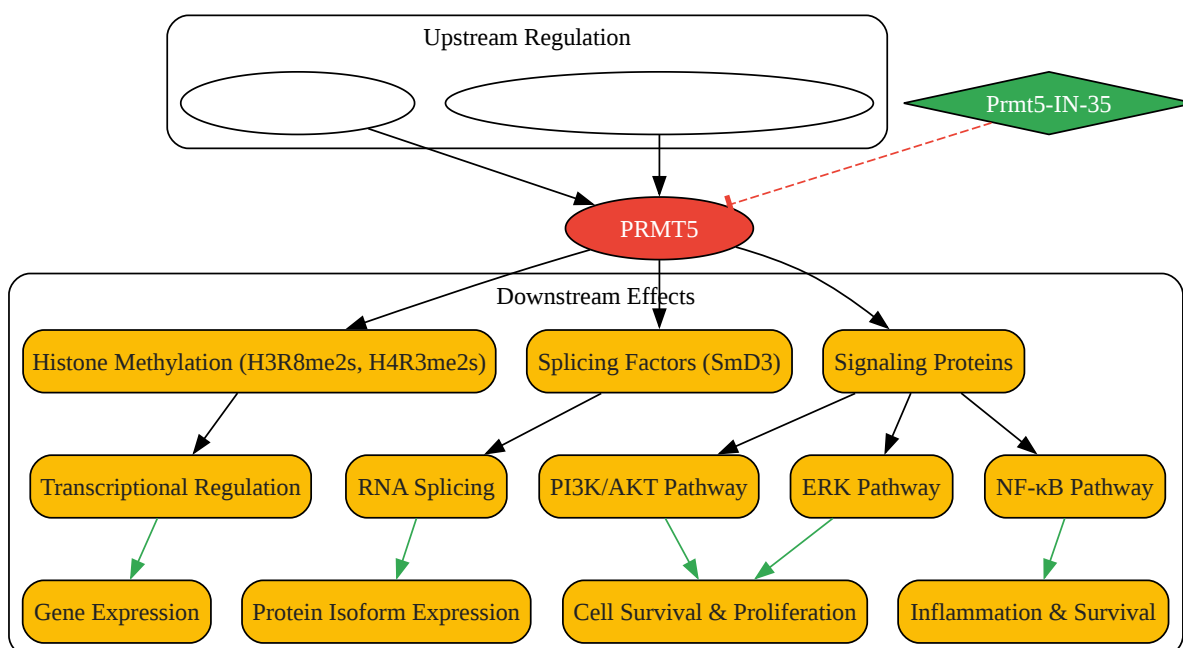 Upstream Regulation
Prmt5-IN-35
PRMT5
Downstream Effects
Histone Methylation (H3R8me2s, H4R3me2s)
Splicing Factors (SmD3)
Signaling Proteins
Transcriptional Regulation
RNA Splicing
PI3K/AKT Pathway
ERK Pathway
NF-κB Pathway
Gene Expression
Protein Isoform Expression
Cell Survival & Proliferation
Inflammation & Survival